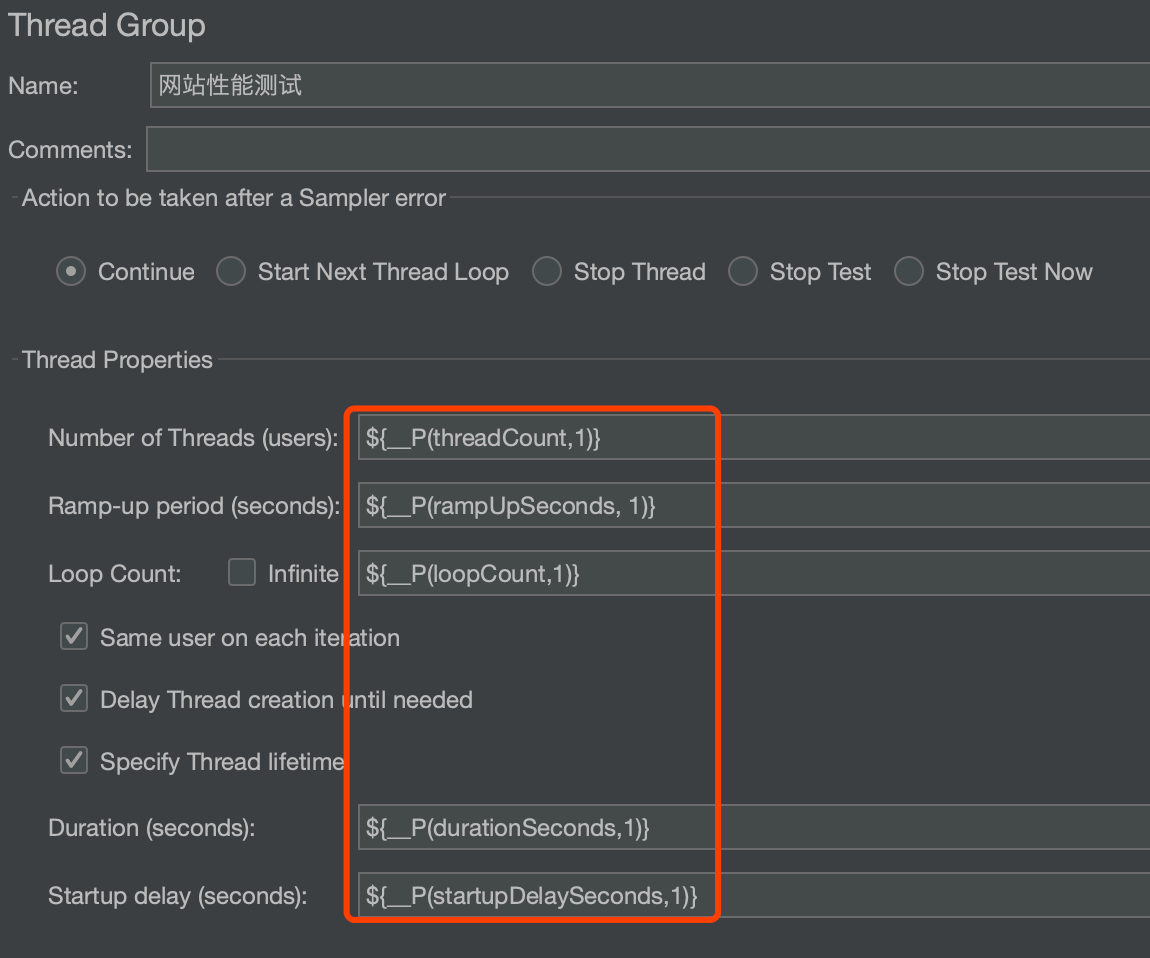 Thread Group
Name: 网站性能测试
Comments:
Action to be taken after a Sampler error
Continue Start Next Thread Loop Stop Thread Stop Test Stop Test Now
Thread Properties
Number of Threads (users): ${__P(threadCount,1)}
Ramp-up period (seconds): ${__P(rampUpSeconds, 1)}
Loop Count: Infinite ${__P(loopCount,1)}
Same user on each iteration
Delay Thread creation until needed
Specify Thread lifetime
Duration (seconds): ${__P(durationSeconds,1)}
Startup delay (seconds): ${__P(startupDelaySeconds,1)}